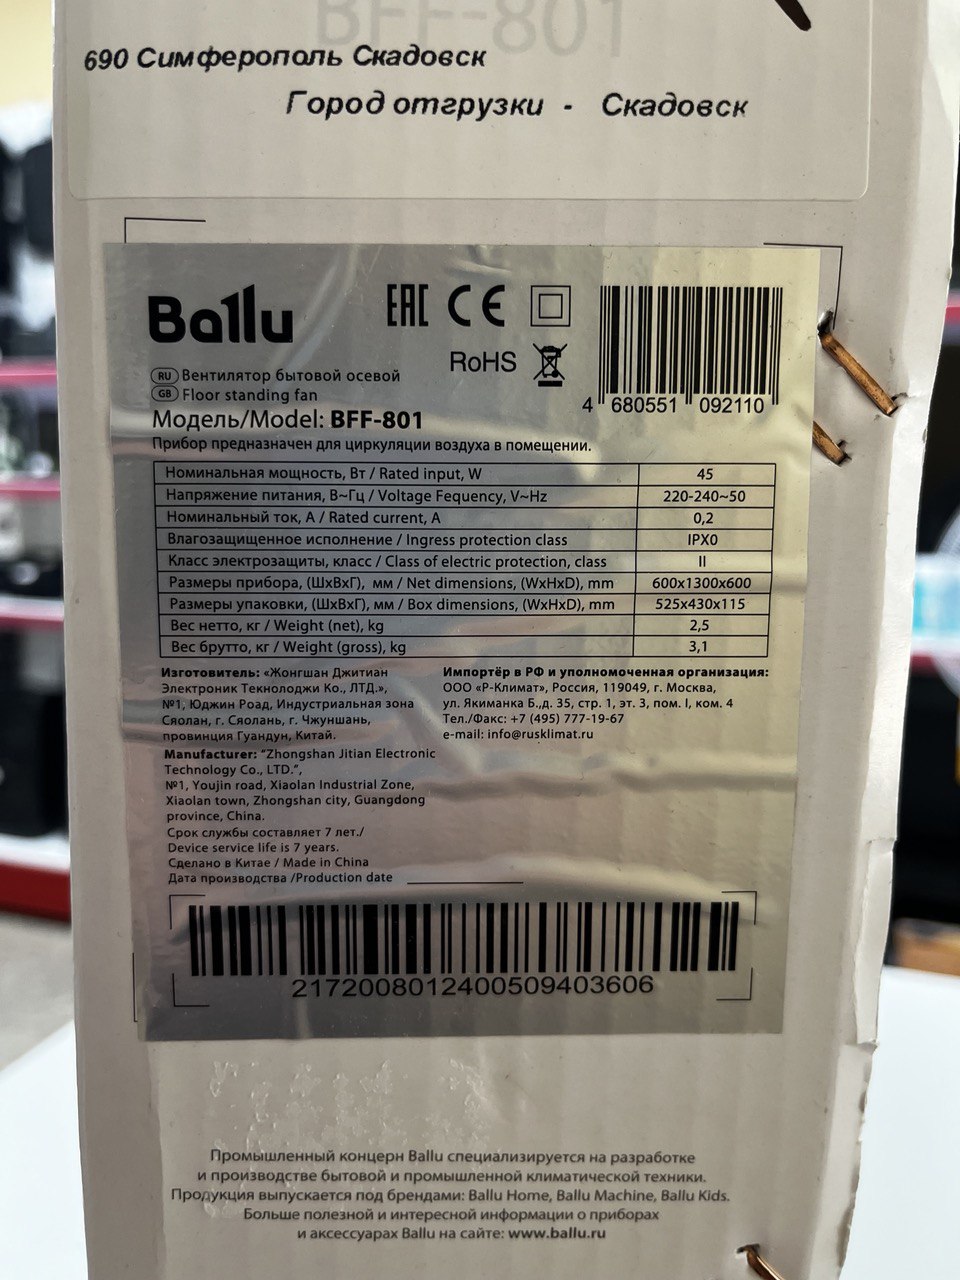 BFF-801
690 Симферополь Скадовск
Город отгрузки - Скадовск
Ballu
EAC CE
RoHS
4 680551 092110
RU Вентилятор бытовой осевой
GB Floor standing fan
Модель/Model: BFF-801
Прибор предназначен для циркуляции воздуха в помещении.
Номинальная мощность, Вт / Rated input, W 45
Напряжение питания, В~Гц / Voltage Fequency, V~Hz 220-240~50
Номинальный ток, А / Rated current, A 0,2
Влагозащищенное исполнение / Ingress protection class IPX0
Класс электрозащиты, класс / Class of electric protection, class II
Размеры прибора, (ШхВхГ), мм / Net dimensions, (WxHxD), mm 600x1300x600
Размеры упаковки, (ШхВхГ), мм / Box dimensions, (WxHxD), mm 525x430x115
Вес нетто, кг / Weight (net), kg 2,5
Вес брутто, кг / Weight (gross), kg 3,1
Изготовитель: «Жонгшан Джитиан
Электроник Текнолоджи Ко., ЛТД.»,
№1, Юджин Роад, Индустриальная зона
Сяолан, г. Сяолань, г. Чжуншань,
провинция Гуандун, Китай.
Manufacturer: "Zhongshan Jitian Electronic
Technology Co., LTD.",
№1, Youjin road, Xiaolan Industrial Zone,
Xiaolan town, Zhongshan city, Guangdong
province, China.
Срок службы составляет 7 лет./
Device service life is 7 years.
Сделано в Китае / Made in China
Дата производства /Production date
Импортёр в РФ и уполномоченная организация:
ООО «Р-Климат», Россия, 119049, г. Москва,
ул. Якиманка Б.,д. 35, стр. 1, эт. 3, пом. I, ком. 4
Тел./Факс: +7 (495) 777-19-67
e-mail: info@rusklimat.ru
2172008012400509403606
Промышленный концерн Ballu специализируется на разработке
и производстве бытовой и промышленной климатической техники.
Продукция выпускается под брендами: Ballu Home, Ballu Machine, Ballu Kids.
Больше полезной и интересной информации о приборах
и аксессуарах Ballu на сайте: www.ballu.ru